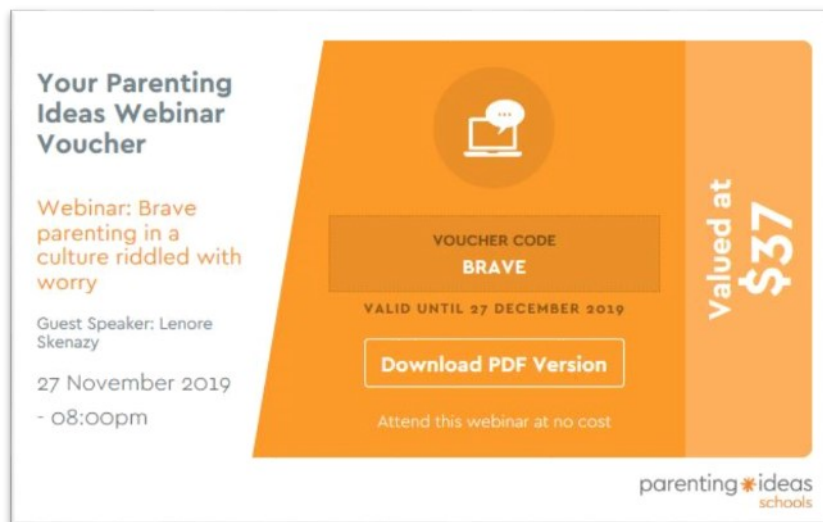 Your Parenting
Ideas Webinar
Voucher
Webinar: Brave
parenting in a
culture riddled with
worry
Guest Speaker: Lenore
Skenazy
27 November 2019
- 08:00pm
VOUCHER CODE
BRAVE
VALID UNTIL 27 DECEMBER 2019
Download PDF Version
Attend this webinar at no cost
Valued at
$37
parenting ideas
schools